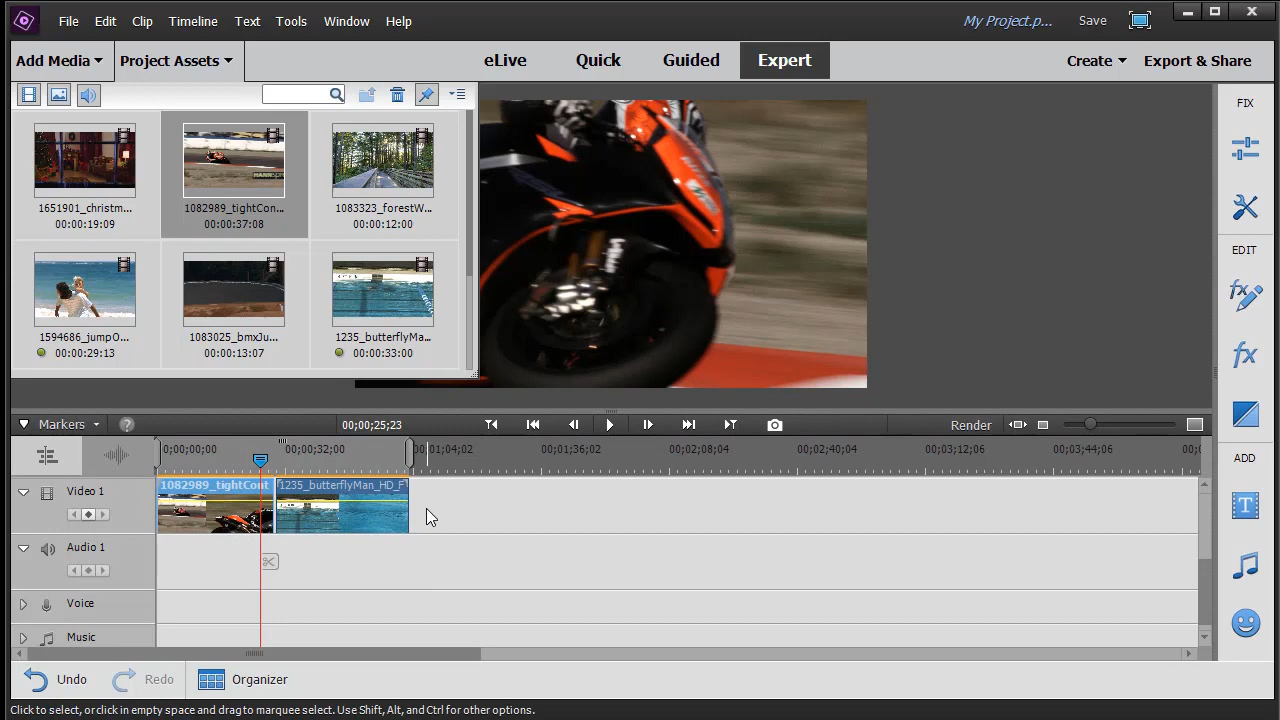 File Edit Clip Timeline Text Tools Window Help My Project.p... Save
Add Media Project Assets eLive Quick Guided Expert Create Export & Share
FIX
1651901_christm... 1082989_tightCon... 1083323_forestW...
00:00:19:09 00:00:37:08 00:00:12:00
EDIT
1594686_jumpO... 1083025_bmxJu... 1235_butterflyMa...
00:00:29:13 00:00:13:07 00:00:33:00
Markers ? 00;00;25;23 Render
00;00;00;00 00;00;32;00 00;01;04;02 00;01;36;02 00;02;08;04 00;02;40;04 00;03;12;06 00;03;44;06
ADD
Video 1 1082989_tightCont 1235_butterflyMan_HD_F
Audio 1
Voice
Music
Undo Redo Organizer
Click to select, or click in empty space and drag to marquee select. Use Shift, Alt, and Ctrl for other options.